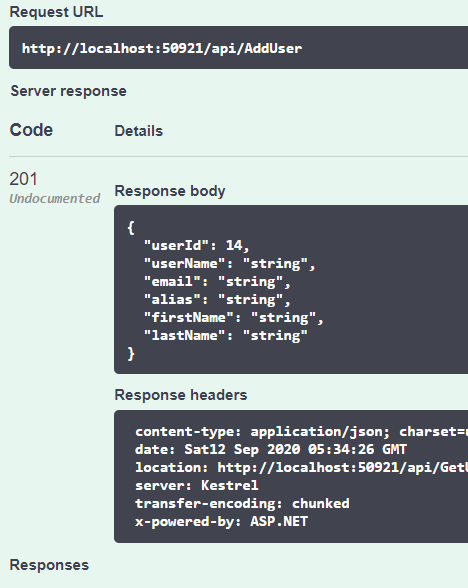 Request URL
http://localhost:50921/api/AddUser
Server response
Code Details
201
Undocumented
Response body
{
"userId": 14,
"userName": "string",
"email": "string",
"alias": "string",
"firstName": "string",
"lastName": "string"
}
Response headers
content-type: application/json; charset=
date: Sat12 Sep 2020 05:34:26 GMT
location: http://localhost:50921/api/Get
server: Kestrel
transfer-encoding: chunked
x-powered-by: ASP.NET
Responses